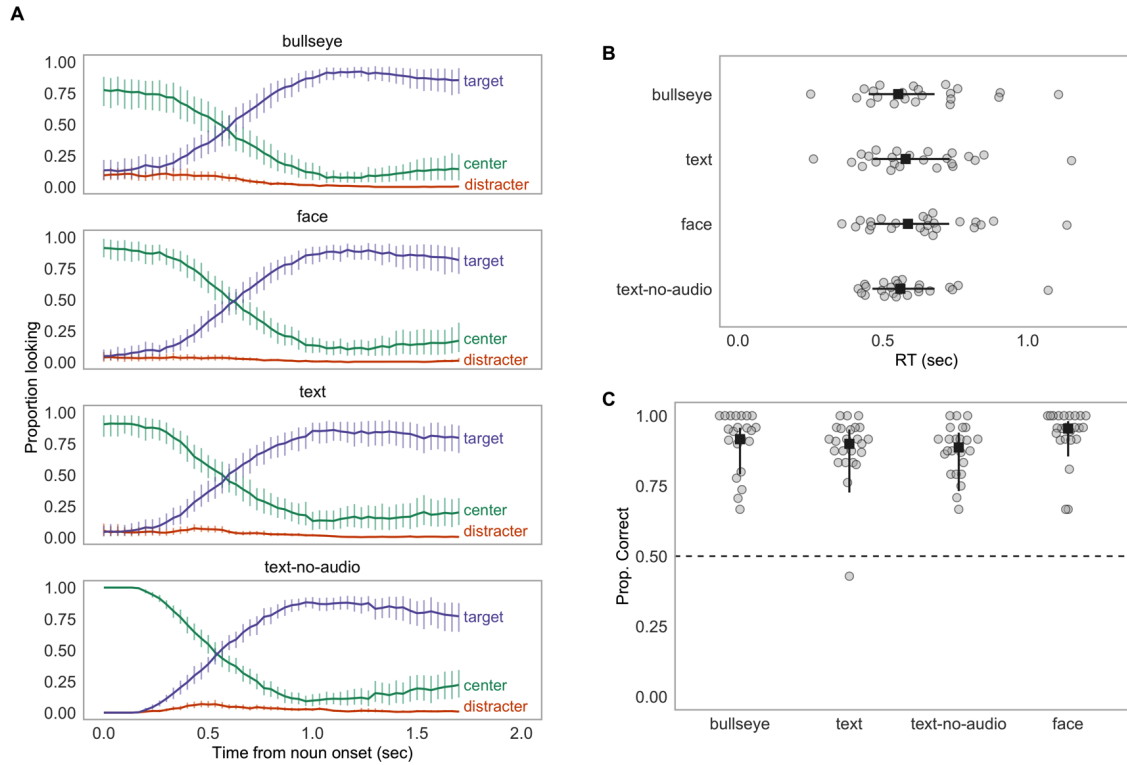 A
bullseye
1.00
0.75
0.50
0.25
0.00
target
center
distracter
face
1.00
0.75
0.50
0.25
0.00
target
center
distracter
text
1.00
0.75
0.50
0.25
0.00
target
center
distracter
text-no-audio
1.00
0.75
0.50
0.25
0.00
target
center
distracter
0.0 0.5 1.0 1.5 2.0
Time from noun onset (sec)
Proportion looking
B
bullseye
text
face
text-no-audio
0.0 0.5 1.0
RT (sec)
C
1.00
0.75
0.50
0.25
0.00
Prop. Correct
bullseye text text-no-audio face